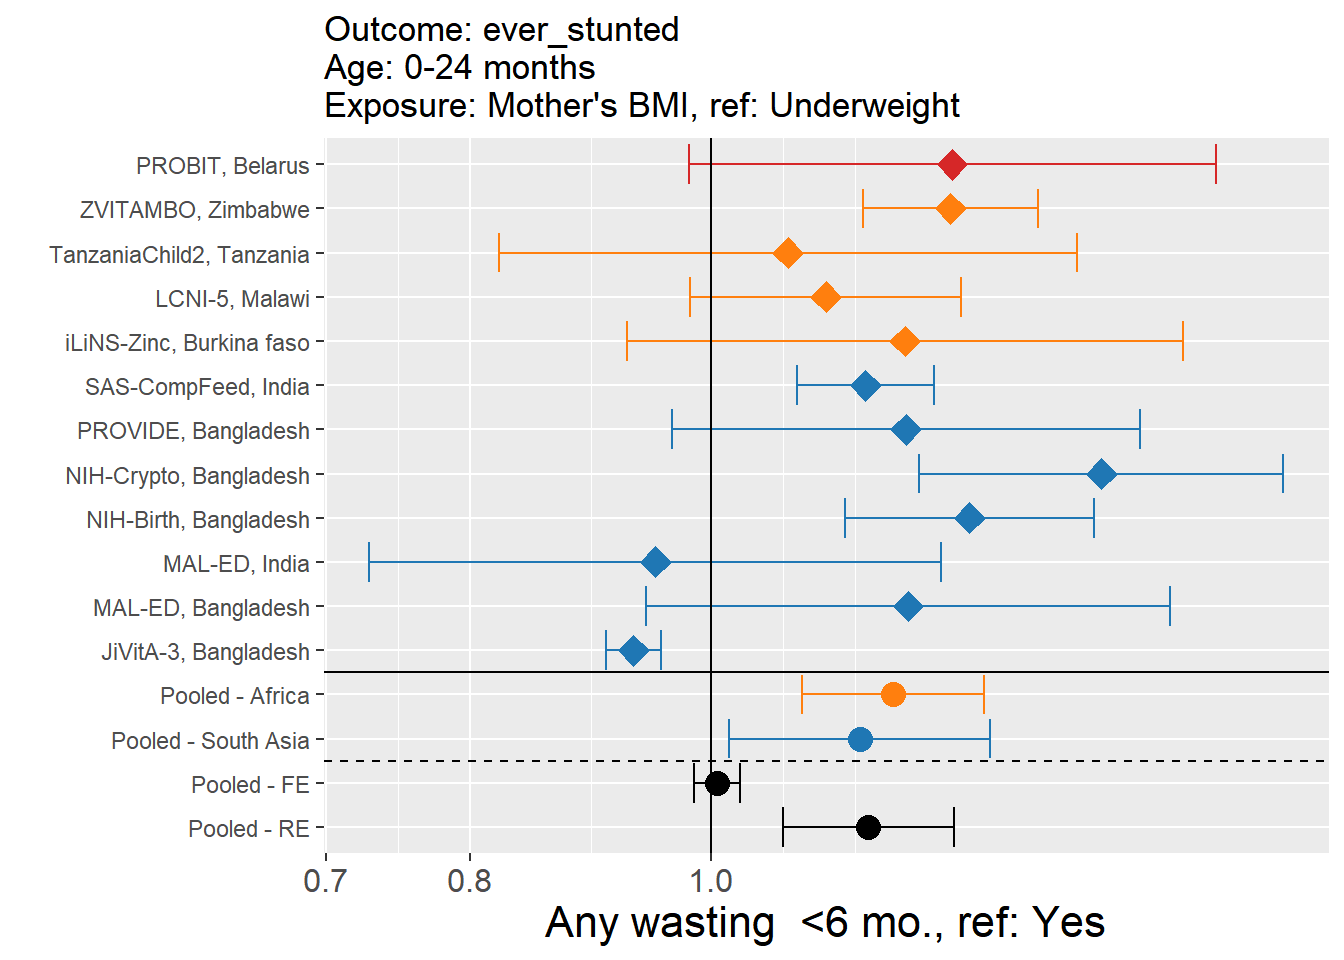 Outcome: ever_stunted
Age: 0-24 months
Exposure: Mother's BMI, ref: Underweight
PROBIT, Belarus
ZVITAMBO, Zimbabwe
TanzaniaChild2, Tanzania
LCNI-5, Malawi
iLiNS-Zinc, Burkina faso
SAS-CompFeed, India
PROVIDE, Bangladesh
NIH-Crypto, Bangladesh
NIH-Birth, Bangladesh
MAL-ED, India
MAL-ED, Bangladesh
JiVitA-3, Bangladesh
Pooled - Africa
Pooled - South Asia
Pooled - FE
Pooled - RE
0.7 0.8 1.0
Any wasting  <6 mo., ref: Yes